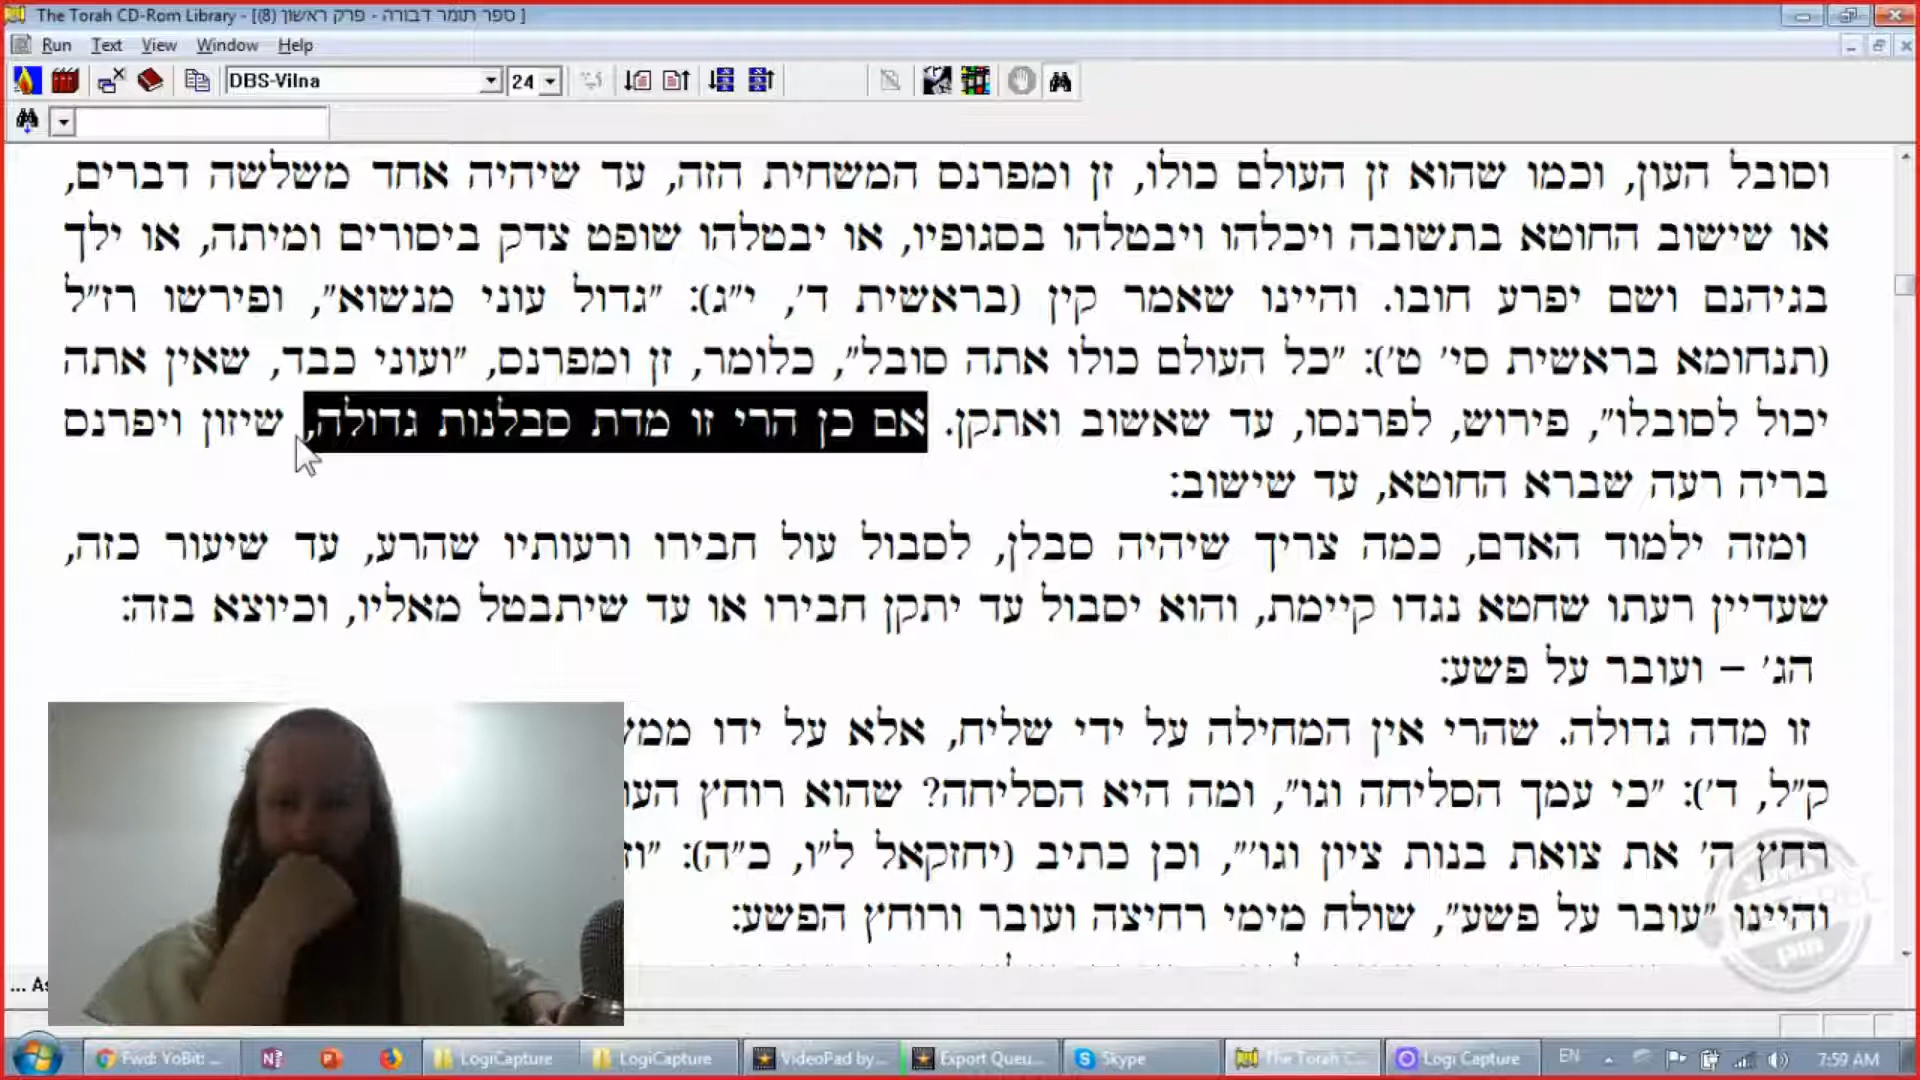 The Torah CD-Rom Library - [(8) ספר תומר דבורה - פרק ראשון ]
Run Text View Window Help
DBS-Vilna 24
וסובל העון, וכמו שהוא זן העולם כולו, זן ומפרנס המשחית הזה, עד שיהיה אחד משלשה דברים,
או שישוב החוטא בתשובה ויכלהו ויבטלהו בסגופיו, או יבטלהו שופט צדק ביסורים ומיתה, או ילך
בגיהנם ושם יפרע חובו. והיינו שאמר קין (בראשית ד', י"ג): "גדול עוני מנשוא", ופירשו רז"ל
(תנחומא בראשית סי' ט'): "כל העולם כולו אתה סובל", כלומר, זן ומפרנס, "ועוני כבד, שאין אתה
יכול לסובלו", פירוש, לפרנסו, עד שאשוב ואתקן. אם כן הרי זו מדת סבלנות גדולה, שיזון ויפרנס
בריה רעה שברא החוטא, עד שישוב:
ומזה ילמוד האדם, כמה צריך שיהיה סבלן, לסבול עול חבירו ורעותיו שהרע, עד שיעור כזה,
שעדיין רעתו שחטא נגדו קיימת, והוא יסבול עד יתקן חבירו או עד שיתבטל מאליו, וכיוצא בזה:
הג' – ועובר על פשע:
זו מדה גדולה. שהרי אין המחילה על ידי שליח, אלא על ידו
ק"ל, ד'): "כי עמך הסליחה וגו", ומה היא הסליחה? שהוא רוחץ
רחץ ה' את צואת בנות ציון וגו'", וכן כתיב (יחזקאל ל"ו, כ"ה):
והיינו "עובר על פשע", שולח מימי רחיצה ועובר ורוחץ הפשע:
Fwd: YoBit: ... LogiCapture LogiCapture VideoPad by... Export Queu... Skype The Torah C... Logi Capture EN 7:59 AM